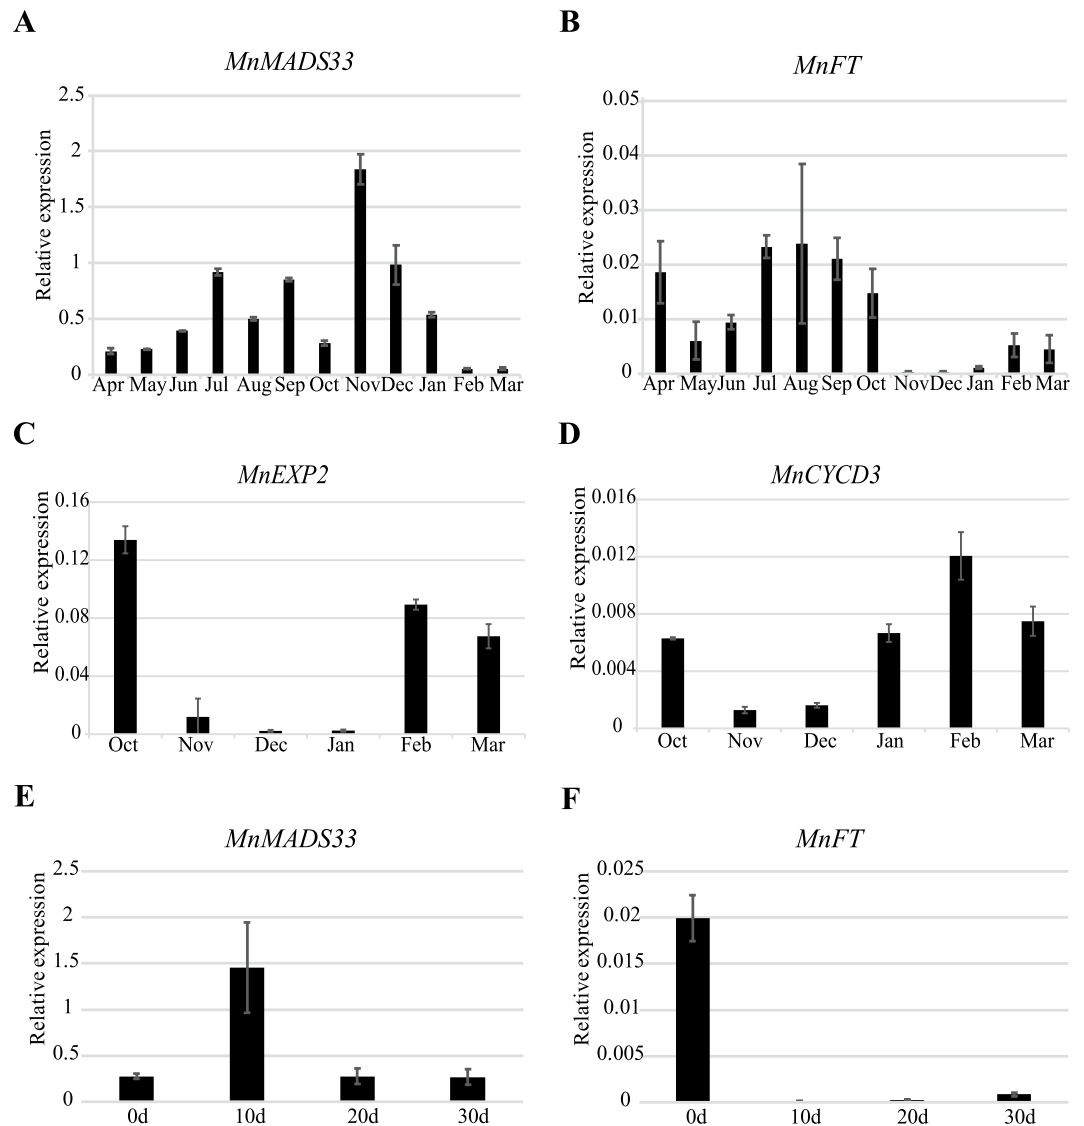 A
MnMADS33
Relative expression
2.5
2
1.5
1
0.5
0
Apr May Jun Jul Aug Sep Oct Nov Dec Jan Feb Mar
B
MnFT
Relative expression
0.05
0.04
0.03
0.02
0.01
0
Apr May Jun Jul Aug Sep Oct Nov Dec Jan Feb Mar
C
MnEXP2
Relative expression
0.16
0.12
0.08
0.04
0
Oct Nov Dec Jan Feb Mar
D
MnCYCD3
Relative expression
0.016
0.012
0.008
0.004
0
Oct Nov Dec Jan Feb Mar
E
MnMADS33
Relative expression
2.5
2
1.5
1
0.5
0
0d 10d 20d 30d
F
MnFT
Relative expression
0.025
0.02
0.015
0.01
0.005
0
0d 10d 20d 30d